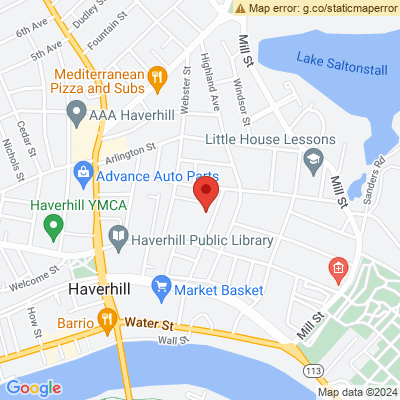 Map error: g.co/staticmaperror
6th Ave
Dudley St
5th Ave
Fountain St
Mill St
Lake Saltonstall
Mediterranean
Pizza and Subs
Webster St
Highland Ave
Windsor St
AAA Haverhill
Cedar St
Nichols St
Arlington St
Little House Lessons
Sanders Rd
Advance Auto Parts
Mill St
Haverhill YMCA
Haverhill Public Library
Welcome St
Haverhill
Market Basket
How St
Barrio
Water St
Wall St
Mill St
113
Google
Map data ©2024